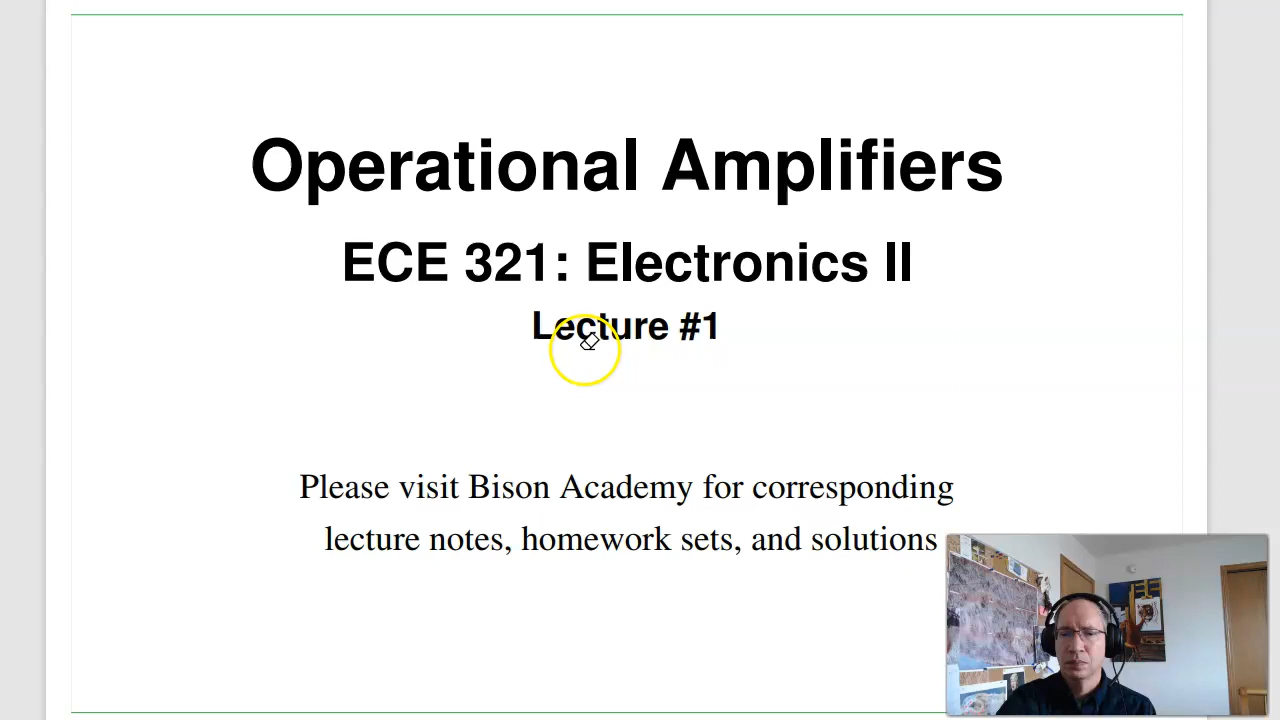 Operational Amplifiers
ECE 321: Electronics II
Lecture #1
Please visit Bison Academy for corresponding
lecture notes, homework sets, and solutions